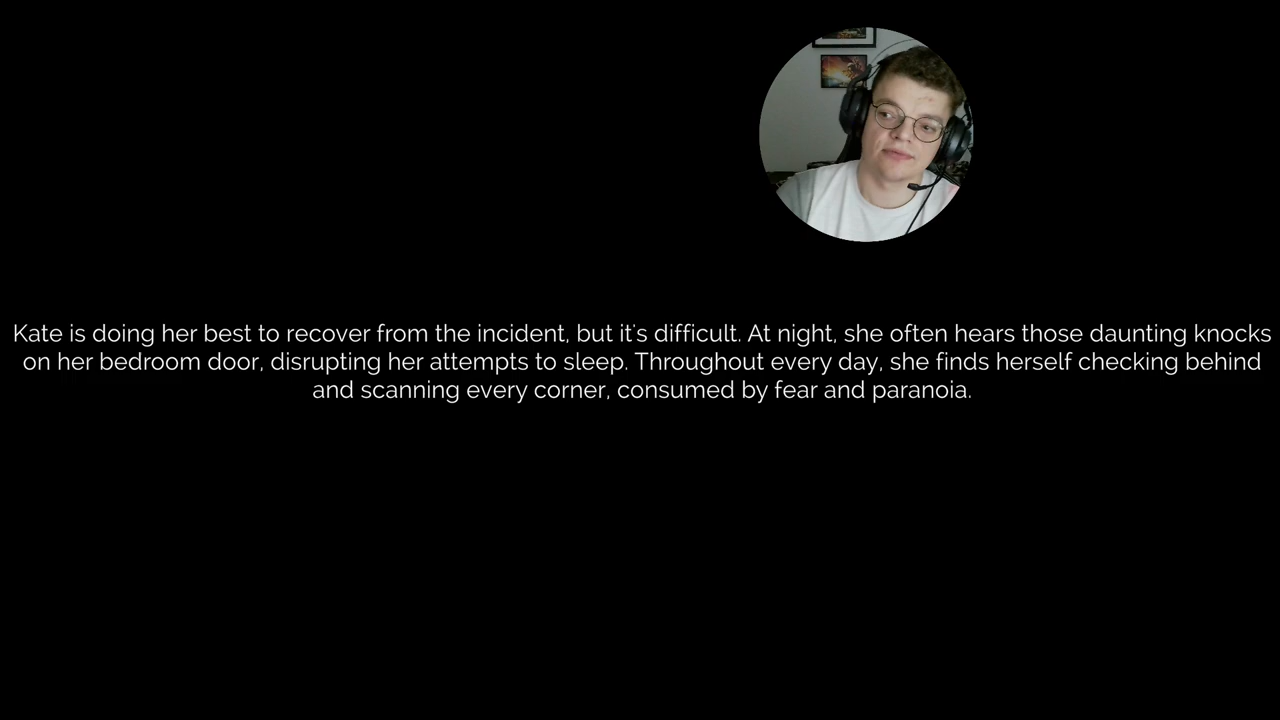 Kate is doing her best to recover from the incident, but it's difficult. At night, she often hears those daunting knocks
on her bedroom door, disrupting her attempts to sleep. Throughout every day, she finds herself checking behind
and scanning every corner, consumed by fear and paranoia.